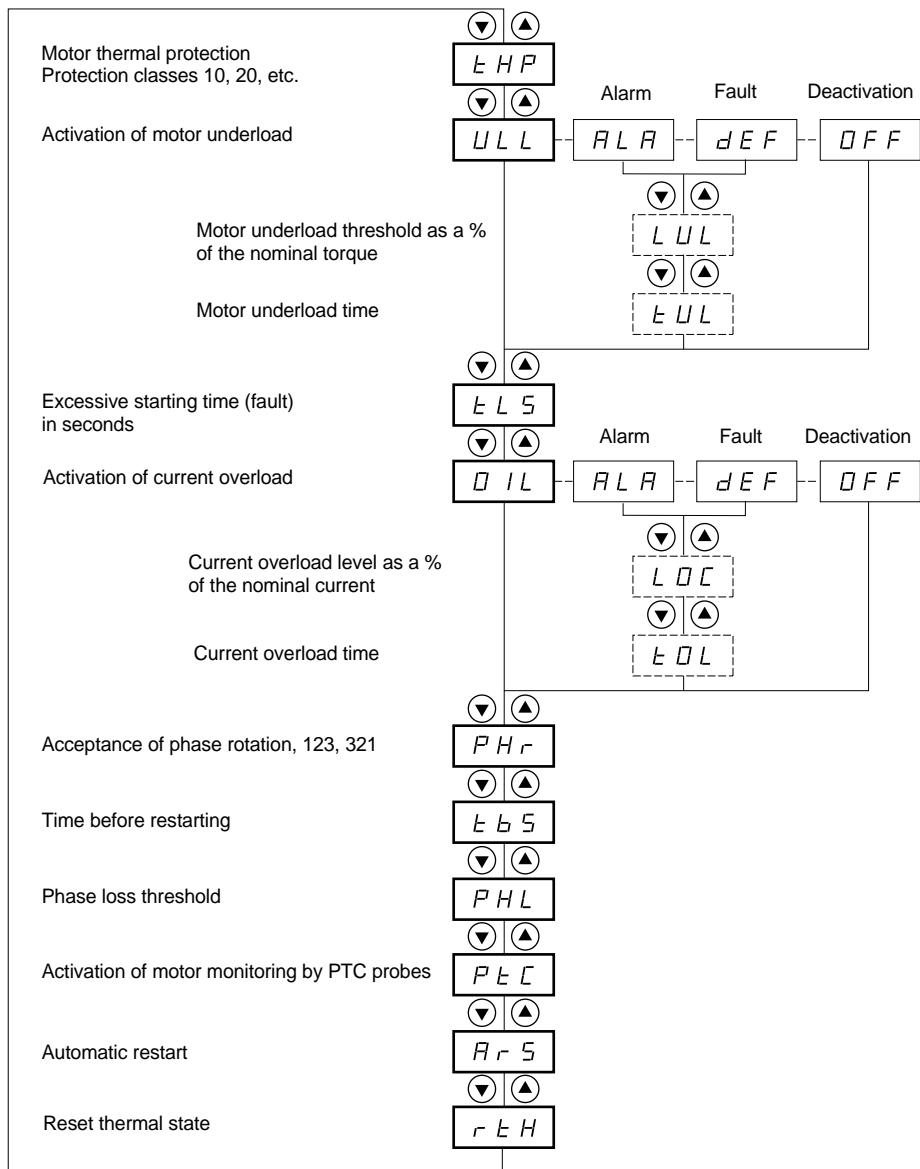 Motor thermal protection
Protection classes 10, 20, etc.
tHP
Alarm Fault Deactivation
Activation of motor underload
ULL ALA dEF OFF
Motor underload threshold as a %
of the nominal torque
LUL
Motor underload time
tUL
Excessive starting time (fault)
in seconds
tLS
Alarm Fault Deactivation
Activation of current overload
OIL ALA dEF OFF
Current overload level as a %
of the nominal current
LOC
Current overload time
tOL
Acceptance of phase rotation, 123, 321
PHr
Time before restarting
tbS
Phase loss threshold
PHL
Activation of motor monitoring by PTC probes
PtC
Automatic restart
ArS
Reset thermal state
rtH